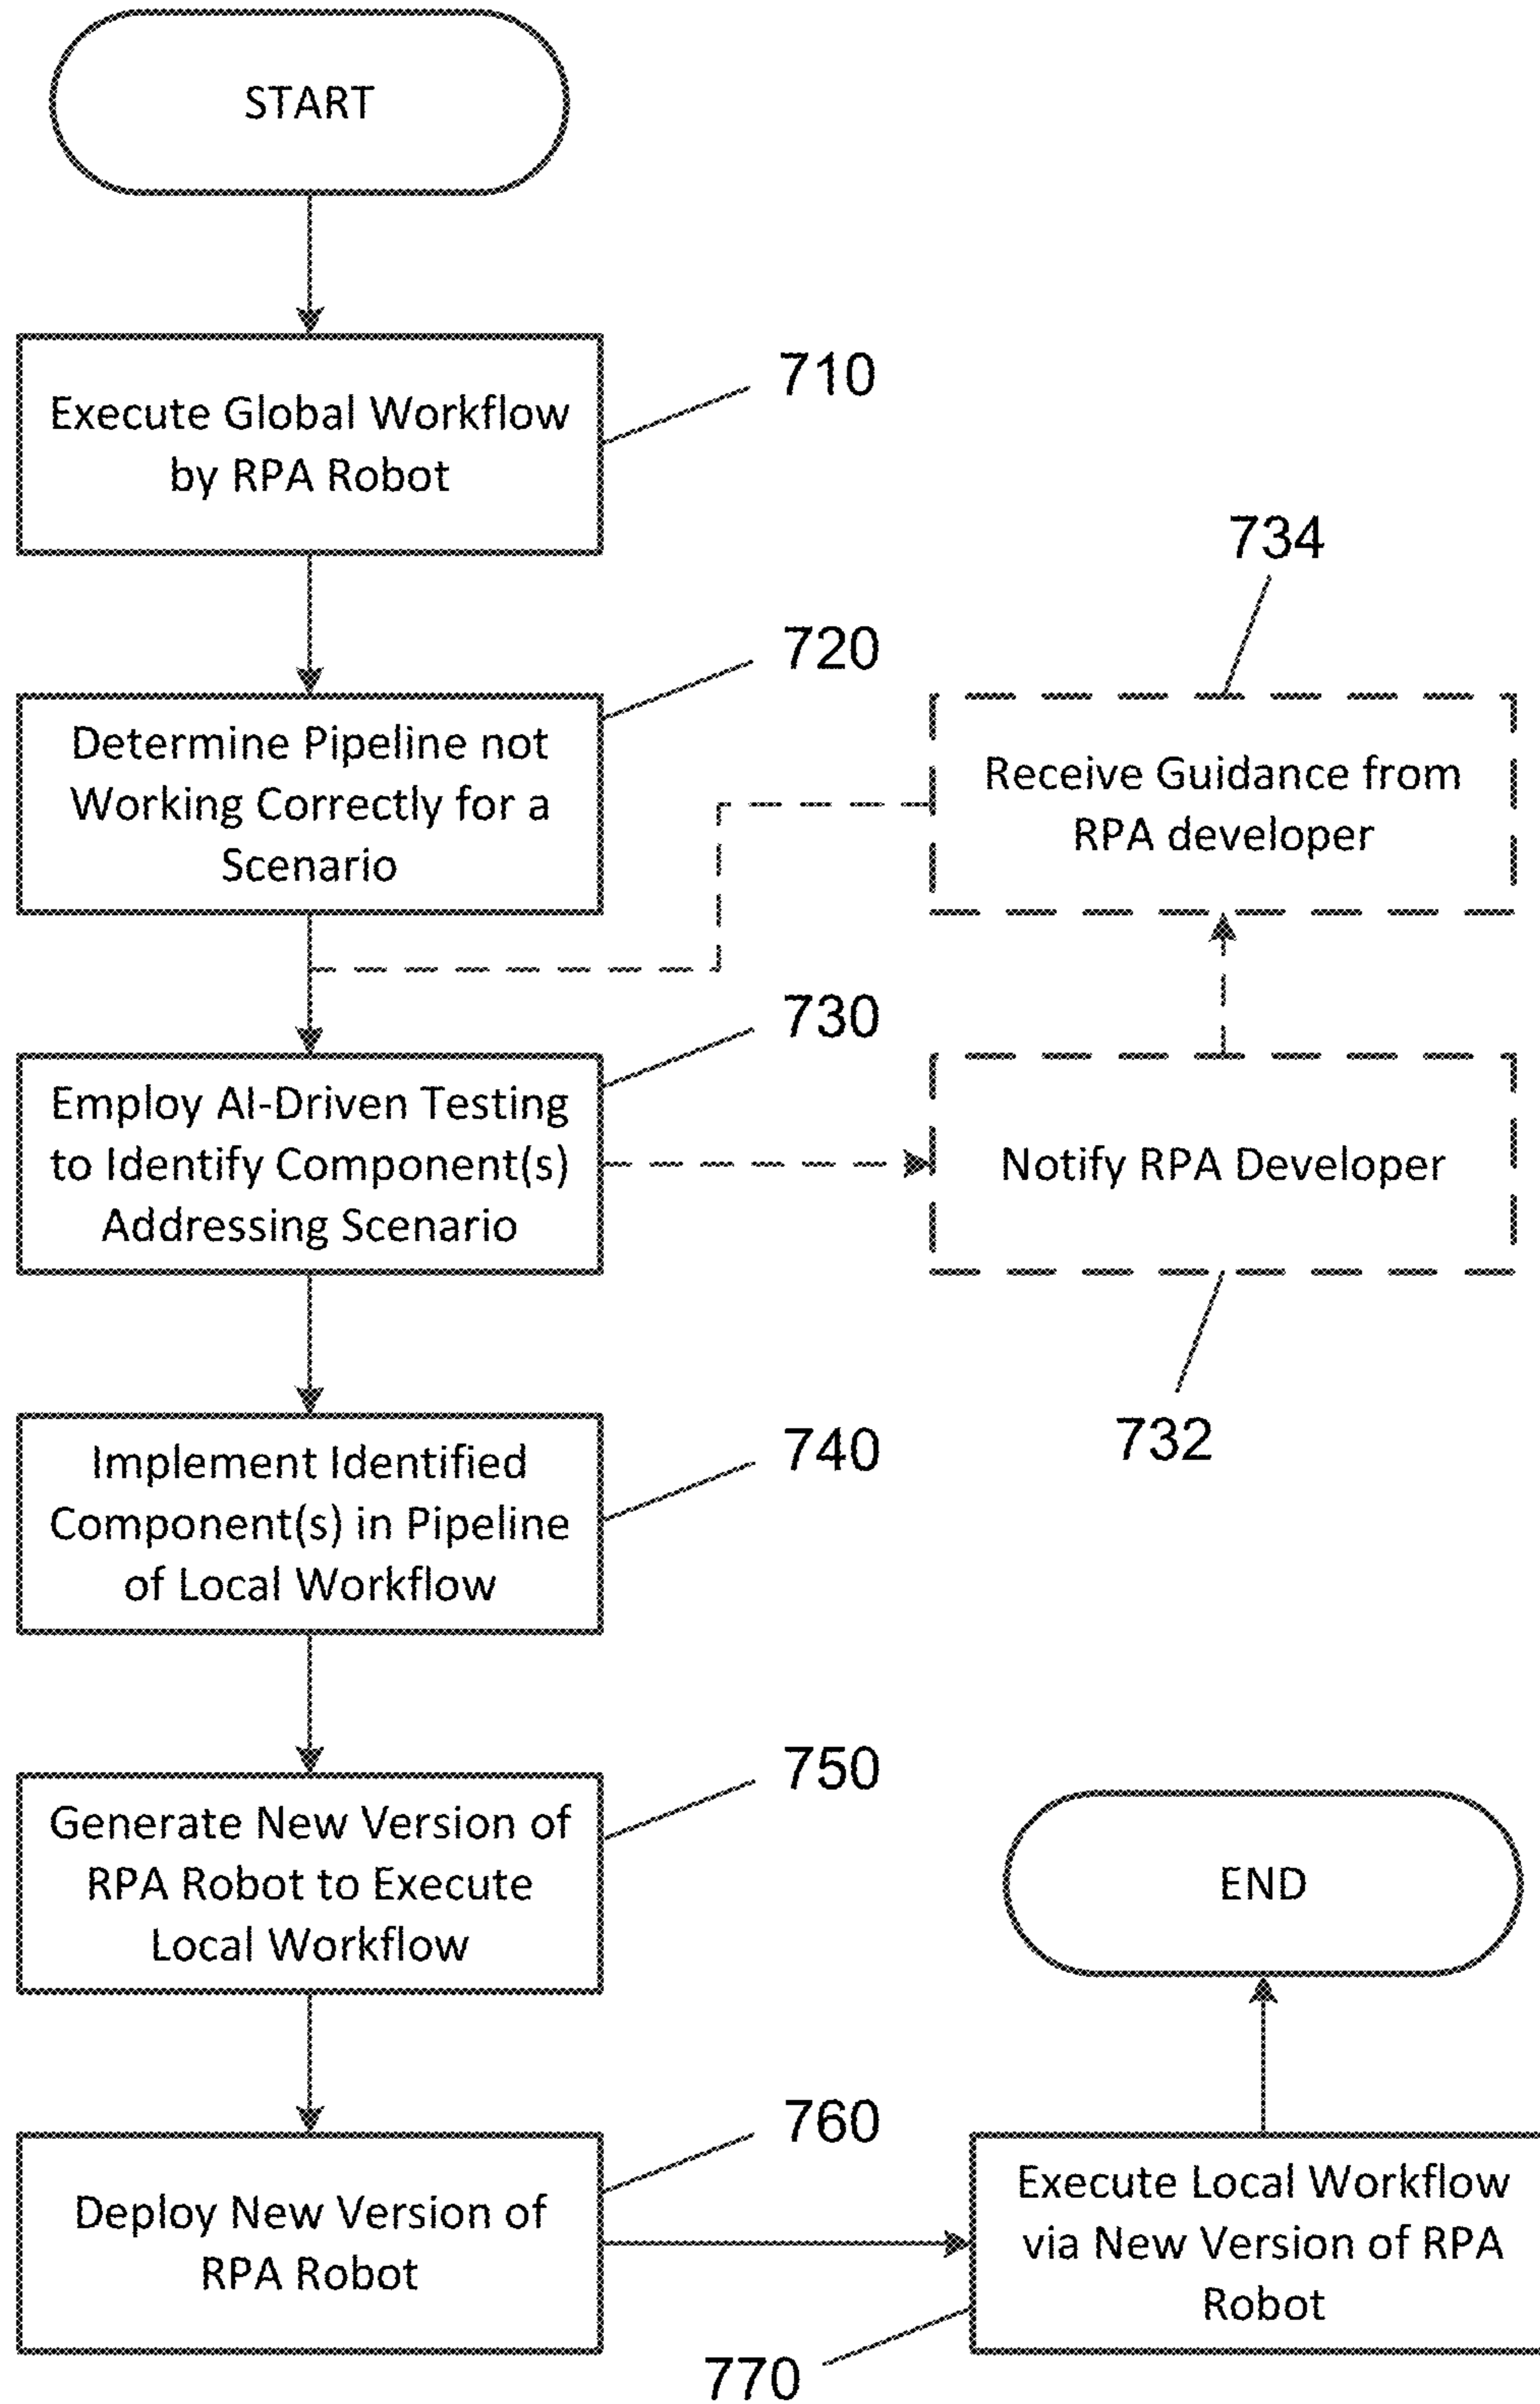 START
Execute Global Workflow
by RPA Robot
710
Determine Pipeline not
Working Correctly for a
Scenario
720
734
Receive Guidance from
RPA developer
Employ AI-Driven Testing
to Identify Component(s)
Addressing Scenario
730
Notify RPA Developer
732
Implement Identified
Component(s) in Pipeline
of Local Workflow
740
Generate New Version of
RPA Robot to Execute
Local Workflow
750
Deploy New Version of
RPA Robot
760
Execute Local Workflow
via New Version of RPA
Robot
770
END